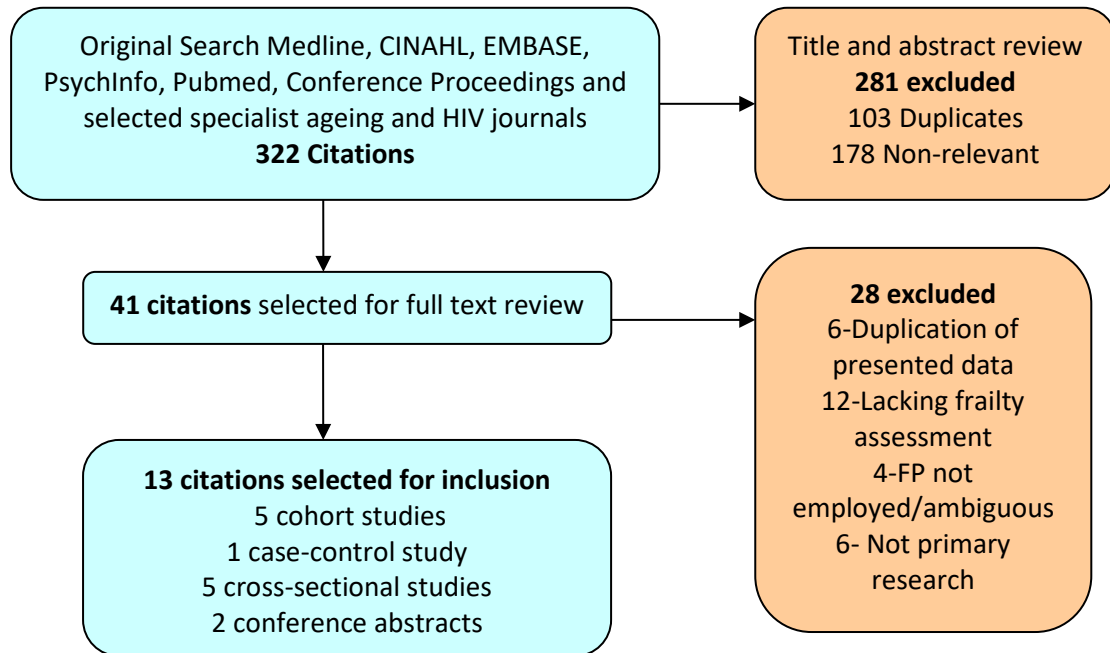 Original Search Medline, CINAHL, EMBASE,
PsychInfo, Pubmed, Conference Proceedings and
selected specialist ageing and HIV journals
322 Citations
Title and abstract review
281 excluded
103 Duplicates
178 Non-relevant
41 citations selected for full text review
28 excluded
6-Duplication of
presented data
12-Lacking frailty
assessment
4-FP not
employed/ambiguous
6- Not primary
research
13 citations selected for inclusion
5 cohort studies
1 case-control study
5 cross-sectional studies
2 conference abstracts